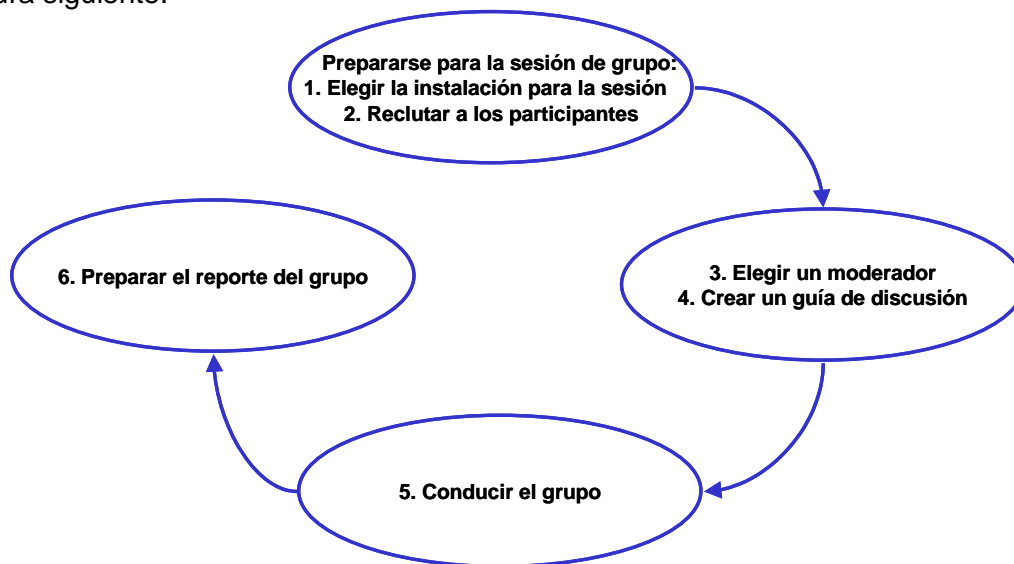 Prepararse para la sesión de grupo:
1. Elegir la instalación para la sesión
2. Reclutar a los participantes
3. Elegir un moderador
4. Crear un guía de discusión
5. Conducir el grupo
6. Preparar el reporte del grupo